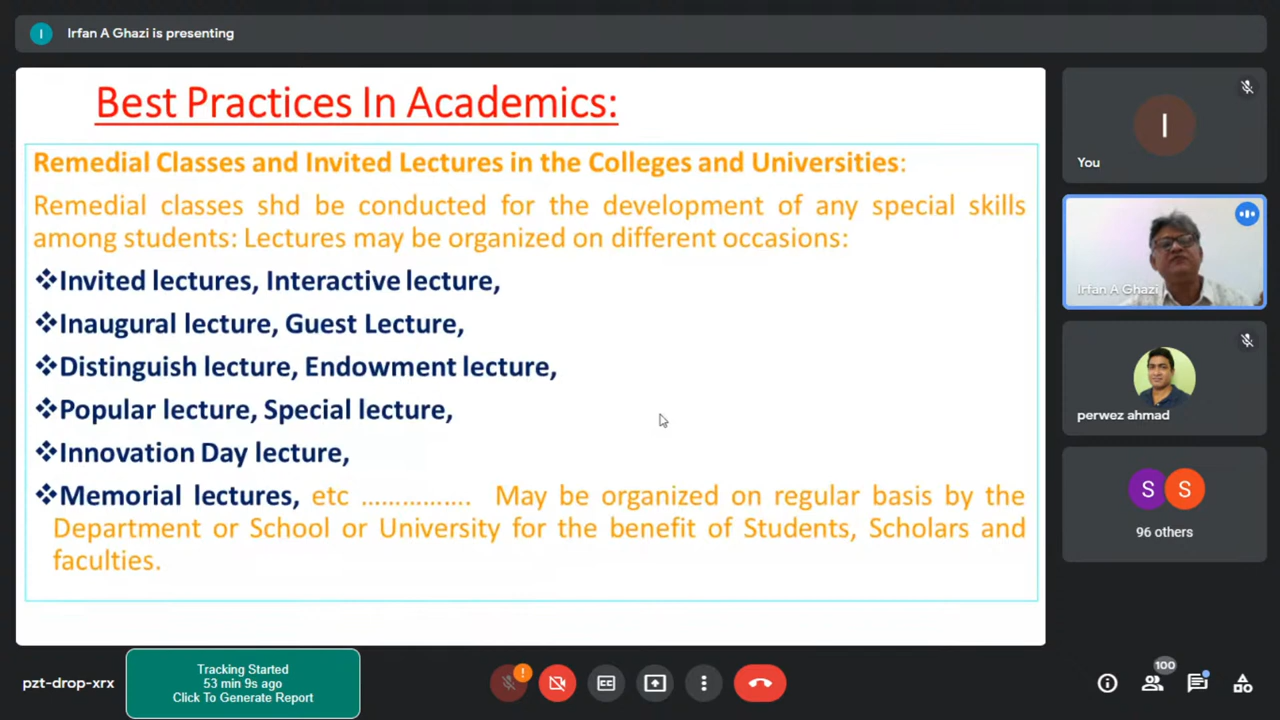 I
Irfan A Ghazi is presenting
Best Practices In Academics:
Remedial Classes and Invited Lectures in the Colleges and Universities:
Remedial classes shd be conducted for the development of any special skills
among students: Lectures may be organized on different occasions:
❖Invited lectures, Interactive lecture,
❖Inaugural lecture, Guest Lecture,
❖Distinguish lecture, Endowment lecture,
❖Popular lecture, Special lecture,
❖Innovation Day lecture,
❖Memorial lectures, etc ................ May be organized on regular basis by the
Department or School or University for the benefit of Students, Scholars and
faculties.
I
You
Irfan A Ghazi
perwez ahmad
S S
96 others
pzt-drop-xrx
Tracking Started
53 min 9s ago
Click To Generate Report
!
CC
100